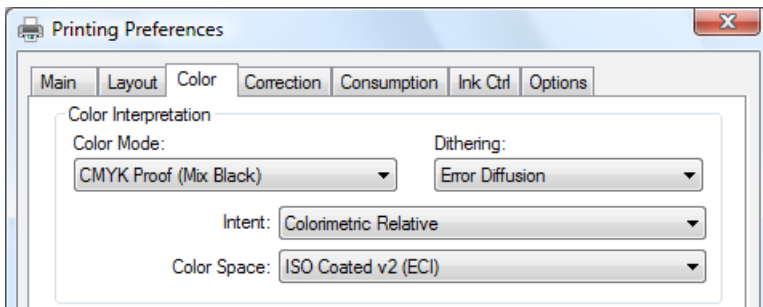 Printing Preferences
Main Layout Color Correction Consumption Ink Ctrl Options
Color Interpretation
Color Mode: Dithering:
CMYK Proof (Mix Black) Error Diffusion
Intent: Colorimetric Relative
Color Space: ISO Coated v2 (ECI)